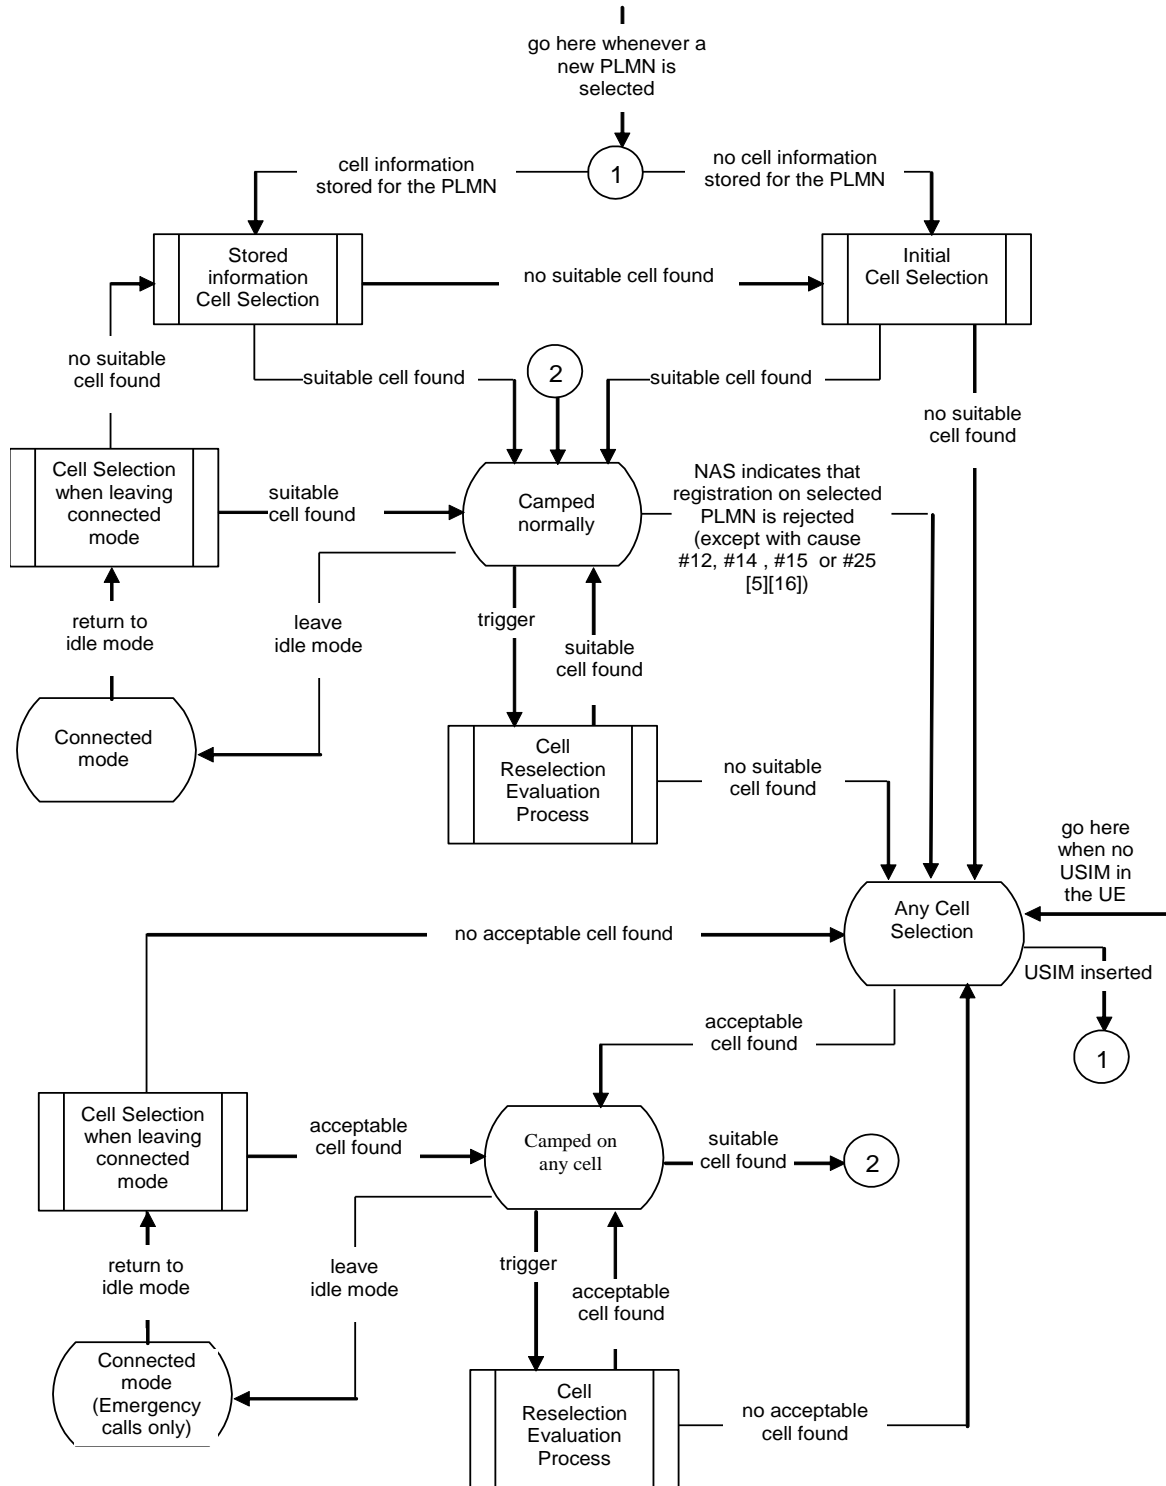 go here whenever a
new PLMN is
selected
cell information
stored for the PLMN
1
no cell information
stored for the PLMN
Stored
information
Cell Selection
no suitable cell found
Initial
Cell Selection
no suitable
cell found
suitable cell found
2
suitable cell found
no suitable
cell found
Cell Selection
when leaving
connected
mode
suitable
cell found
Camped
normally
NAS indicates that
registration on selected
PLMN is rejected
(except with cause
#12, #14 , #15 or #25
[5][16])
return to
idle mode
leave
idle mode
trigger
suitable
cell found
Connected
mode
Cell
Reselection
Evaluation
Process
no suitable
cell found
go here
when no
USIM in
the UE
Any Cell
Selection
no acceptable cell found
USIM inserted
acceptable
cell found
1
Cell Selection
when leaving
connected
mode
acceptable
cell found
Camped on
any cell
suitable
cell found
2
return to
idle mode
leave
idle mode
trigger
acceptable
cell found
Connected
mode
(Emergency
calls only)
Cell
Reselection
Evaluation
Process
no acceptable
cell found